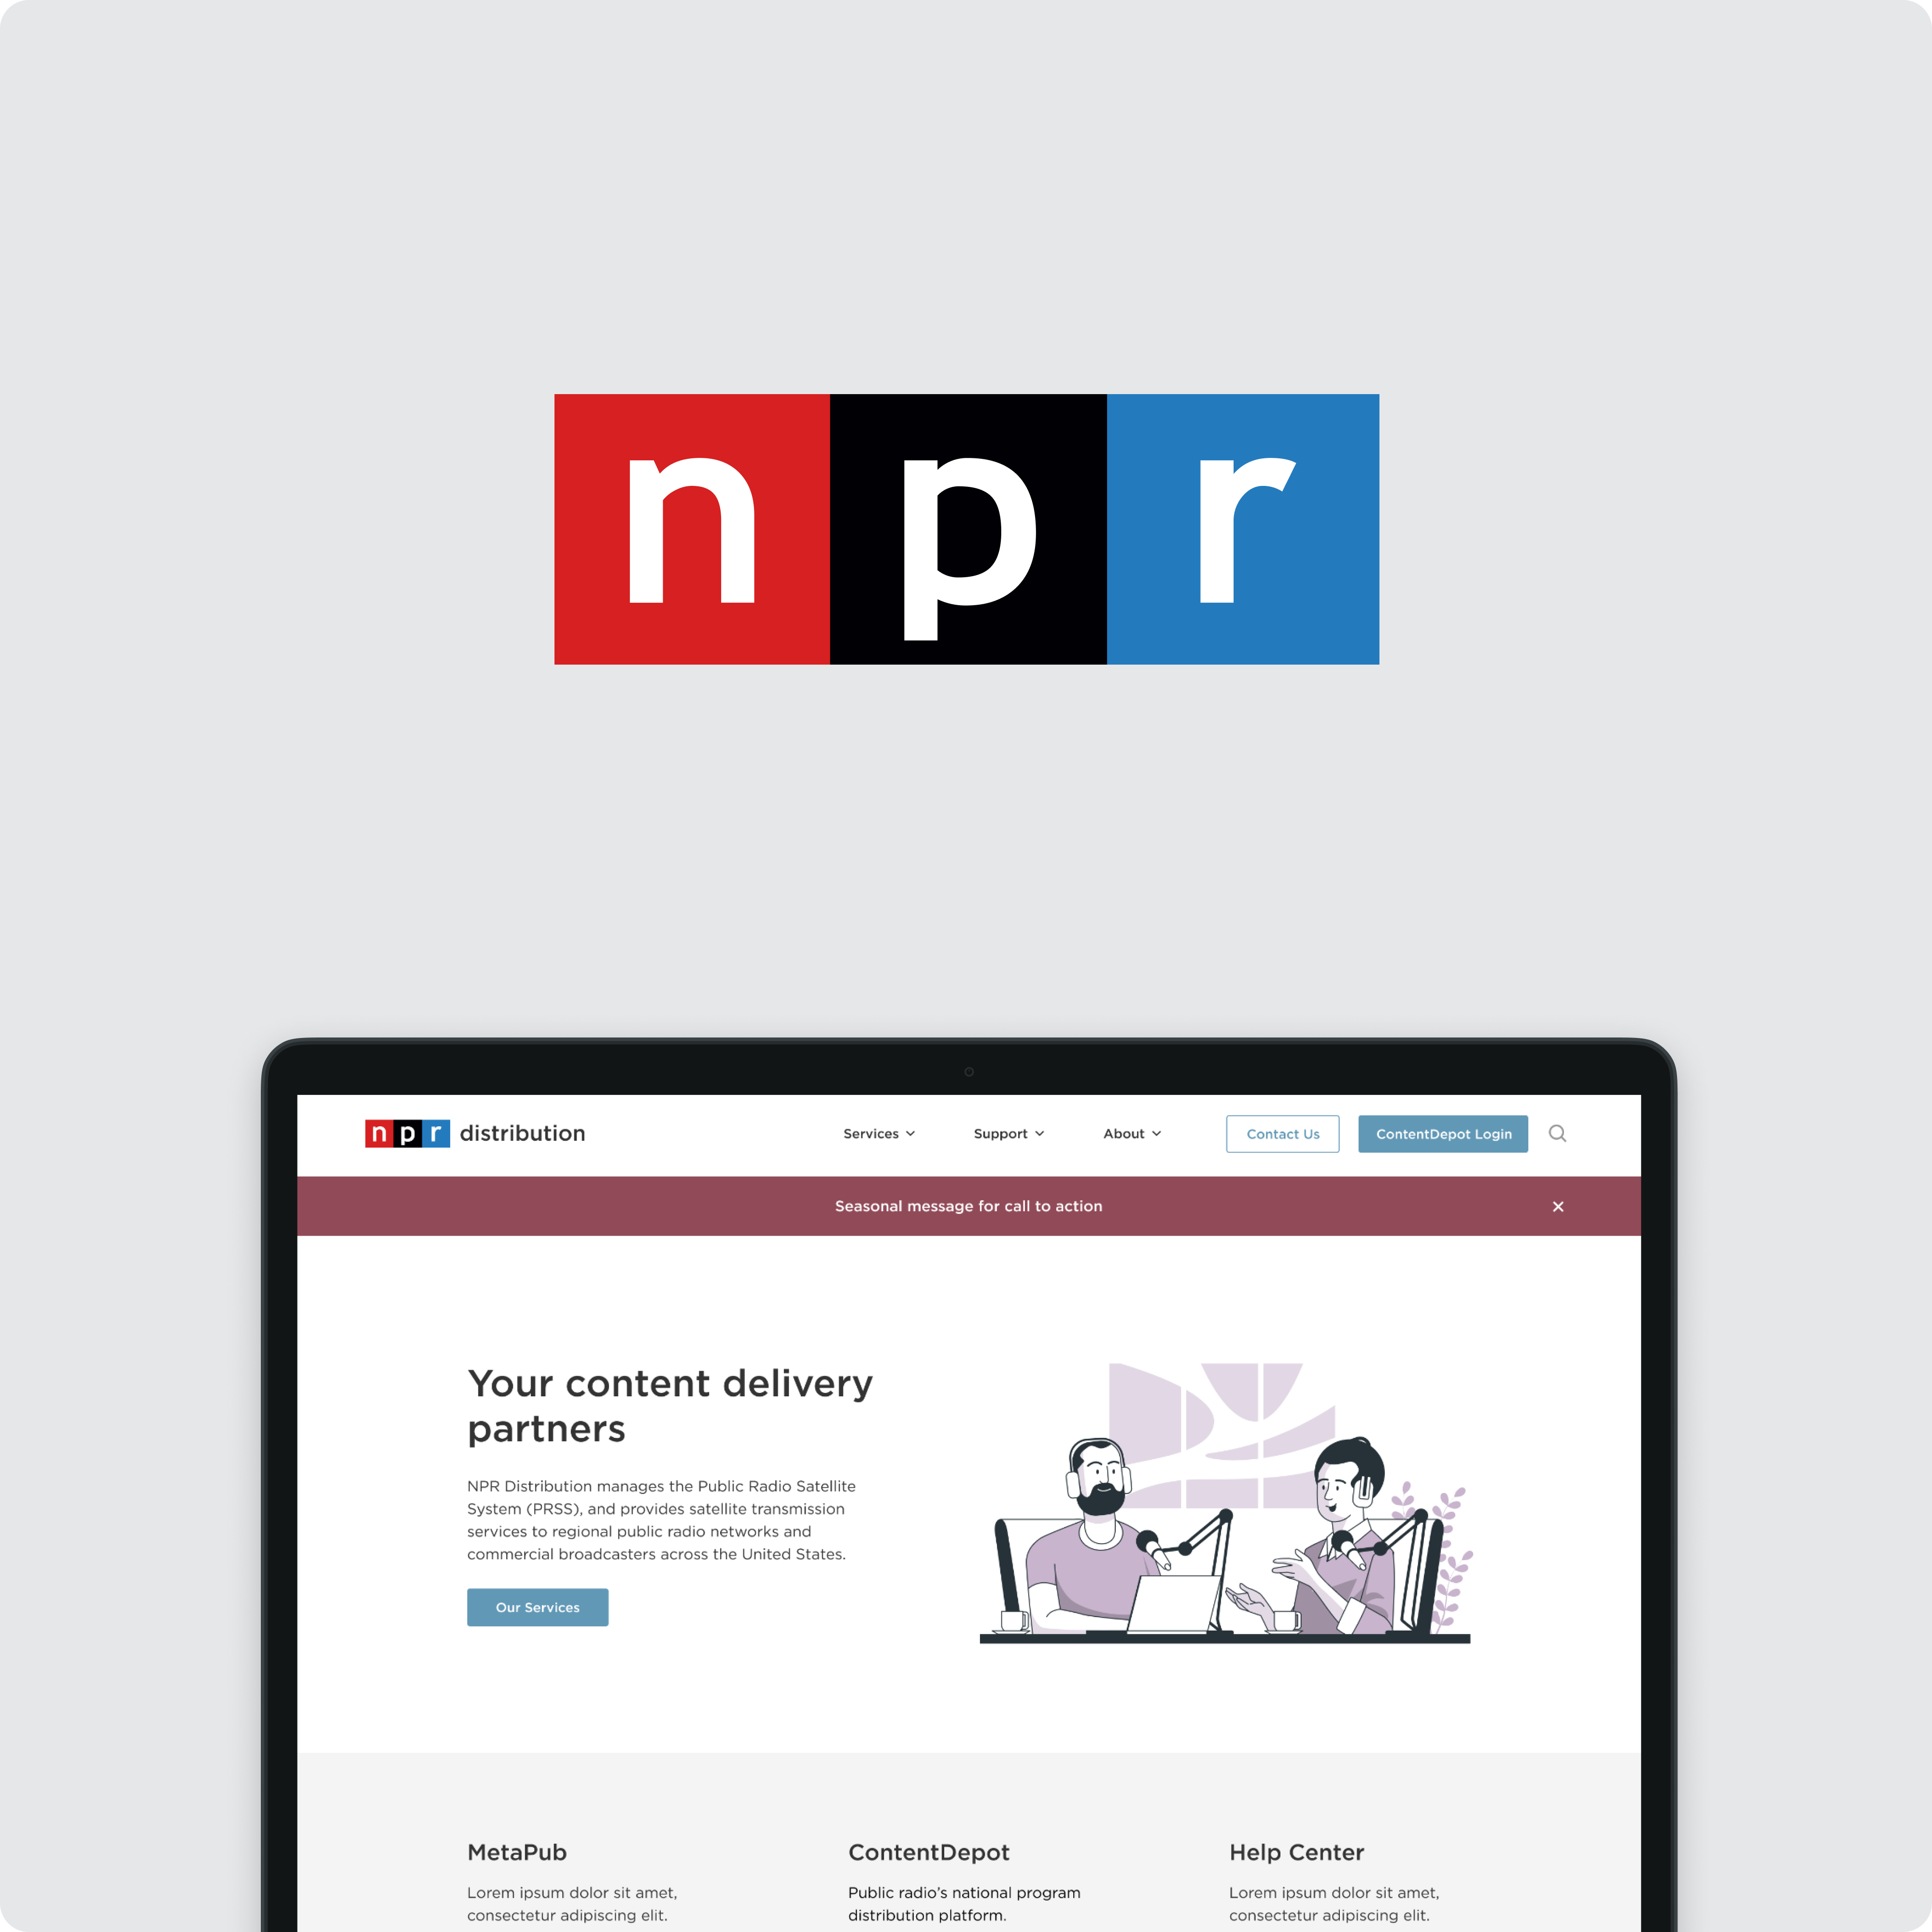 npr
npr distribution
Services
Support
About
Contact Us
ContentDepot Login
Seasonal message for call to action
Your content delivery
partners
NPR Distribution manages the Public Radio Satellite
System (PRSS), and provides satellite transmission
services to regional public radio networks and
commercial broadcasters across the United States.
Our Services
MetaPub
Lorem ipsum dolor sit amet,
consectetur adipiscing elit.
ContentDepot
Public radio’s national program
distribution platform.
Help Center
Lorem ipsum dolor sit amet,
consectetur adipiscing elit.